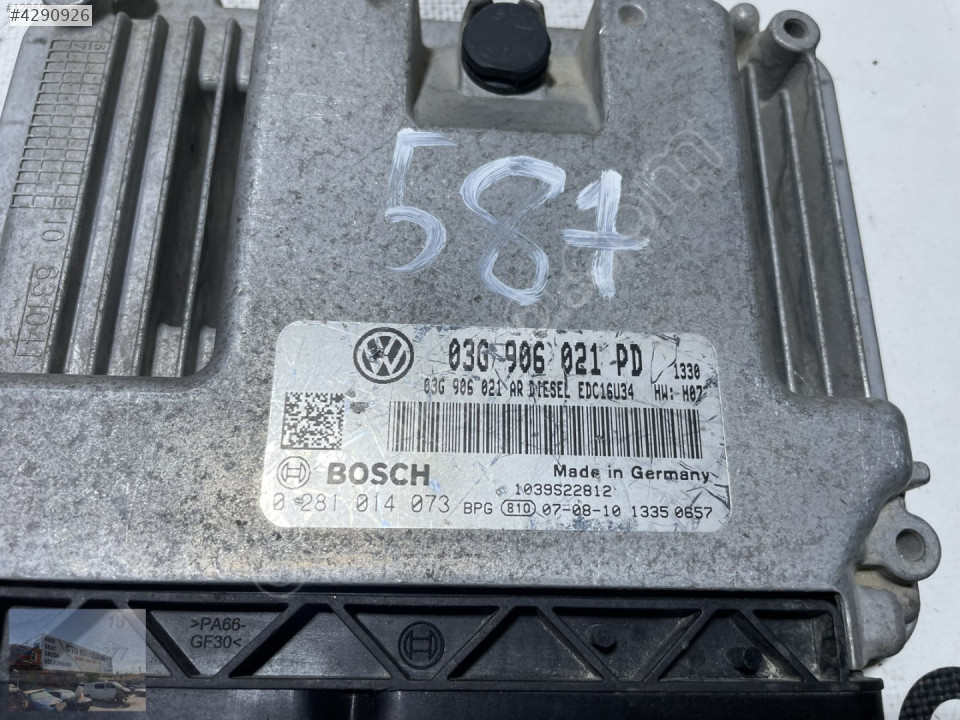 #4290926
587
631041
03G 906 021 PD 1330
03G 906 021 AR DIESEL EDC16U34 HW: H07
BOSCH Made in Germany
1039S22812
0 281 014 073 BPG 810 07-08-10 1335 0657
>PA66-
GF30<